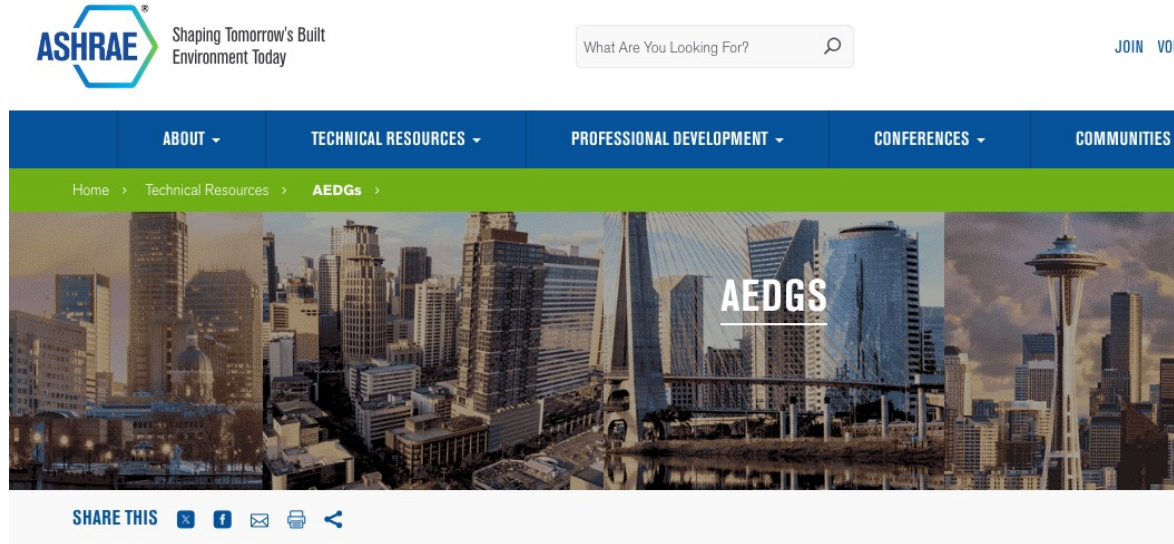 ASHRAE®
Shaping Tomorrow's Built
Environment Today
What Are You Looking For?
JOIN
ABOUT
TECHNICAL RESOURCES
PROFESSIONAL DEVELOPMENT
CONFERENCES
COMMUNITIES
Home > Technical Resources > AEDGs >
AEDGS
SHARE THIS